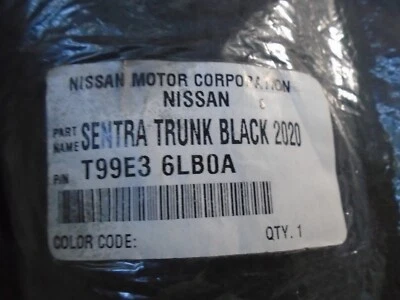 NISSAN MOTOR CORPORATION
NISSAN C
PART NAME SENTRA TRUNK BLACK 2020
P/N T99E3 6LB0A
COLOR CODE: QTY. 1